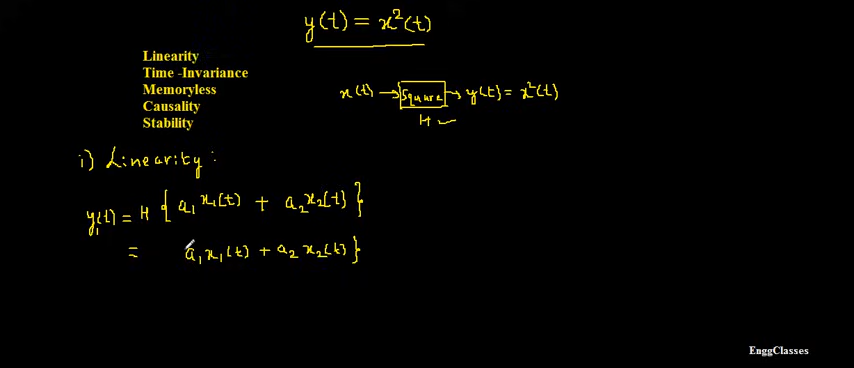 y(t) = x²(t)
Linearity
Time -Invariance
Memoryless
Causality
Stability
x(t) → Square → y(t) = x²(t)
H
i) Linearity :
y₁(t) = H { a₁ x₁(t) + a₂ x₂(t) }
= a₁ x₁(t) + a₂ x₂(t) }
EnggClasses